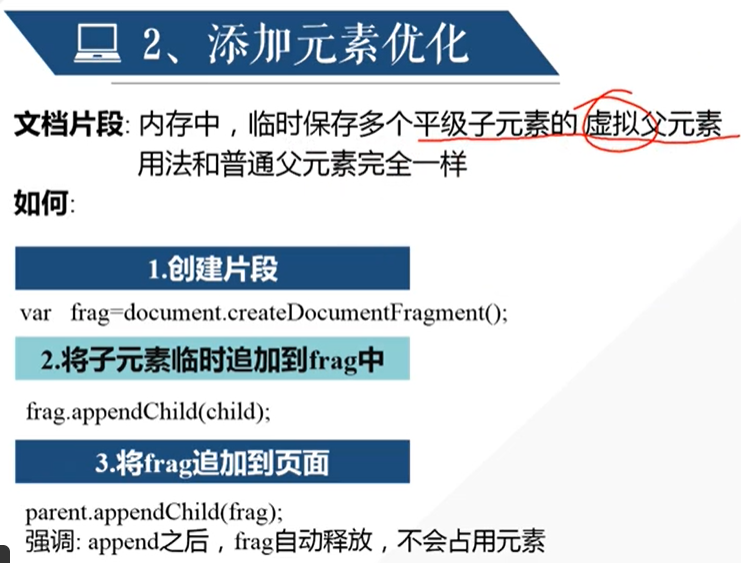 2、添加元素优化
文档片段: 内存中，临时保存多个平级子元素的 虚拟父元素
用法和普通父元素完全一样
如何:
1.创建片段
var frag=document.createDocumentFragment();
2.将子元素临时追加到frag中
frag.appendChild(child);
3.将frag追加到页面
parent.appendChild(frag);
强调: append之后，frag自动释放，不会占用元素